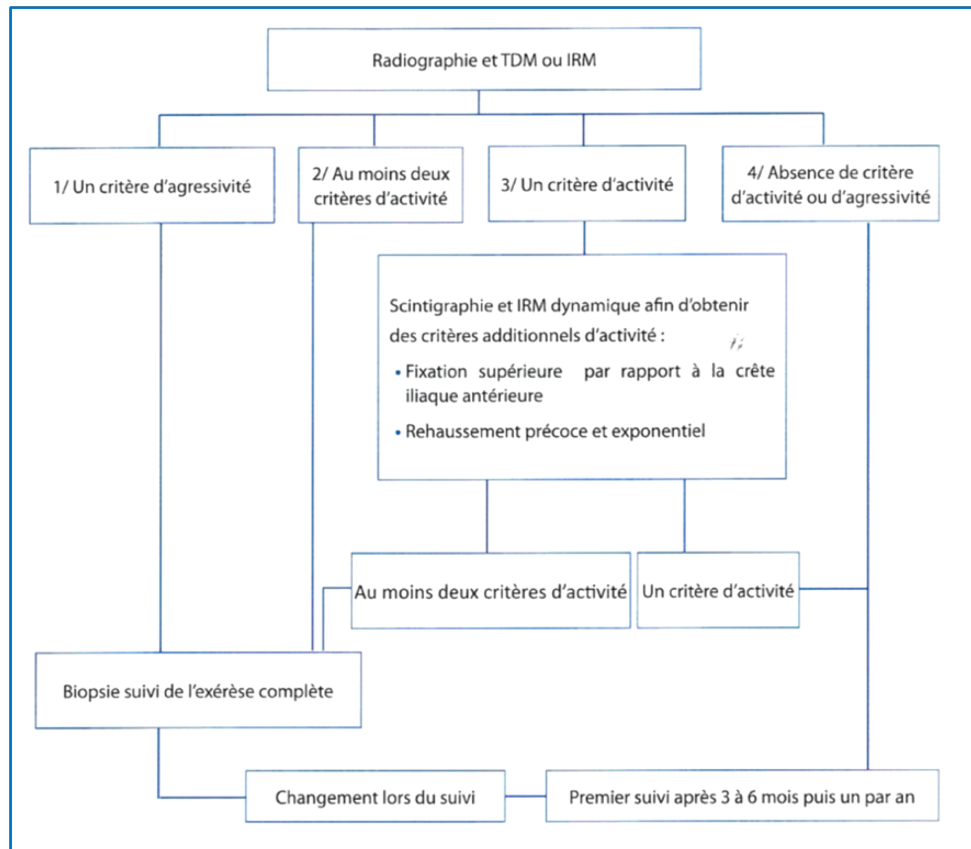 Radiographie et TDM ou IRM
1/ Un critère d'agressivité
2/ Au moins deux
critères d'activité
3/ Un critère d'activité
4/ Absence de critère
d'activité ou d'agressivité
Scintigraphie et IRM dynamique afin d'obtenir
des critères additionnels d'activité :
• Fixation supérieure par rapport à la crête
iliaque antérieure
• Rehaussement précoce et exponentiel
Au moins deux critères d'activité
Un critère d'activité
Biopsie suivi de l'exérèse complète
Changement lors du suivi
Premier suivi après 3 à 6 mois puis un par an